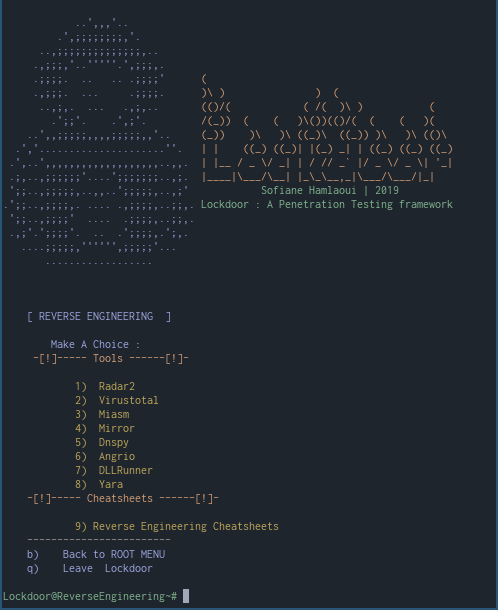 Sofiane Hamlaoui | 2019
Lockdoor : A Penetration Testing framework
[ REVERSE ENGINEERING  ]
Make A Choice :
-[!]----- Tools ------[!]-
1)  Radar2
2)  Virustotal
3)  Miasm
4)  Mirror
5)  Dnspy
6)  Angrio
7)  DLLRunner
8)  Yara
-[!]----- Cheatsheets ------[!]-
9) Reverse Engineering Cheatsheets
------------------------
b)    Back to ROOT MENU
q)    Leave  Lockdoor
Lockdoor@ReverseEngineering~#